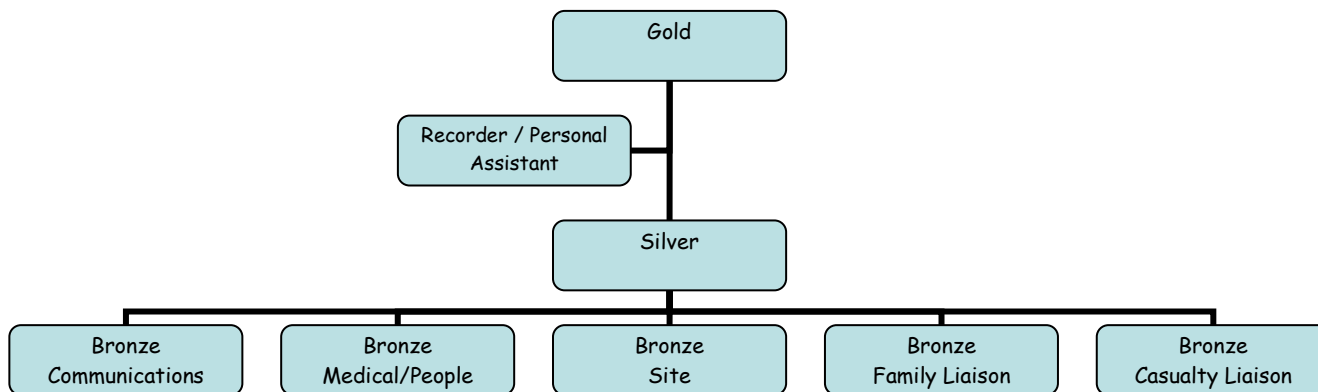 Gold
Recorder / Personal
Assistant
Silver
Bronze
Communications
Bronze
Medical/People
Bronze
Site
Bronze
Family Liaison
Bronze
Casualty Liaison